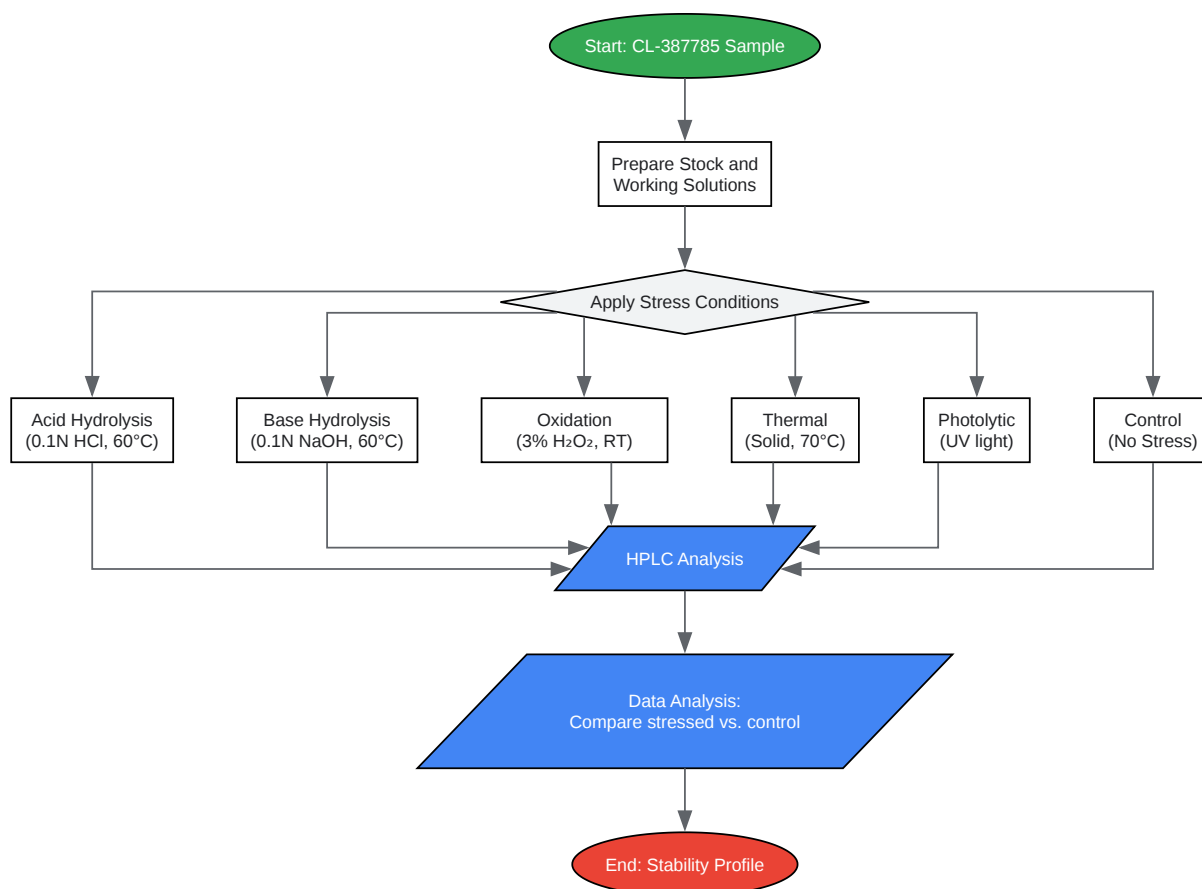 Start: CL-387785 Sample
Prepare Stock and
Working Solutions
Apply Stress Conditions
Acid Hydrolysis
(0.1N HCl, 60°C)
Base Hydrolysis
(0.1N NaOH, 60°C)
Oxidation
(3% H₂O₂, RT)
Thermal
(Solid, 70°C)
Photolytic
(UV light)
Control
(No Stress)
HPLC Analysis
Data Analysis:
Compare stressed vs. control
End: Stability Profile